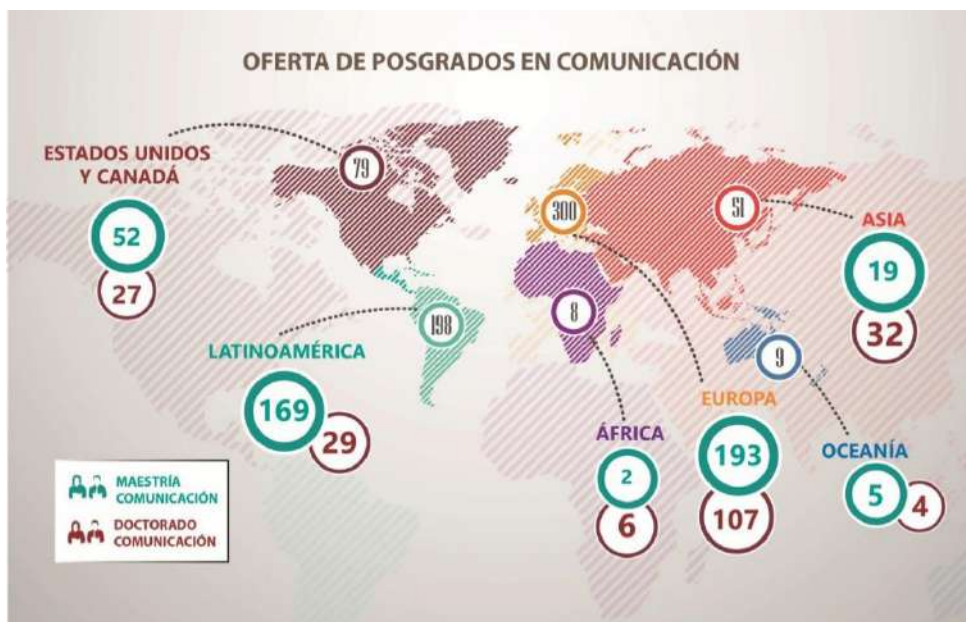 OFERTA DE POSGRADOS EN COMUNICACIÓN
ESTADOS UNIDOS
Y CANADÁ
52
27
79
300
51
ASIA
19
32
198
LATINOAMÉRICA
169
29
8
9
ÁFRICA
2
6
EUROPA
193
107
OCEANÍA
5
4
MAESTRÍA
COMUNICACIÓN
DOCTORADO
COMUNICACIÓN